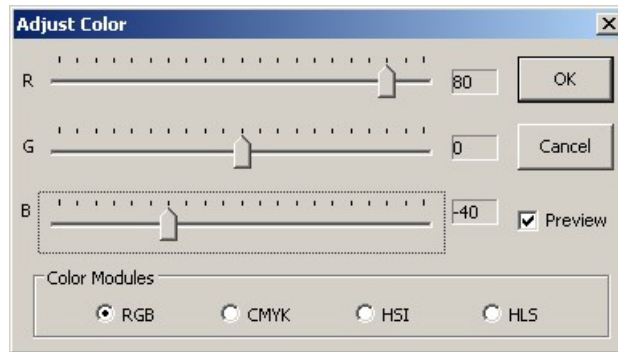 Adjust Color
R 80 OK
G 0 Cancel
B -40 Preview
Color Modules
RGB CMYK HSI HLS